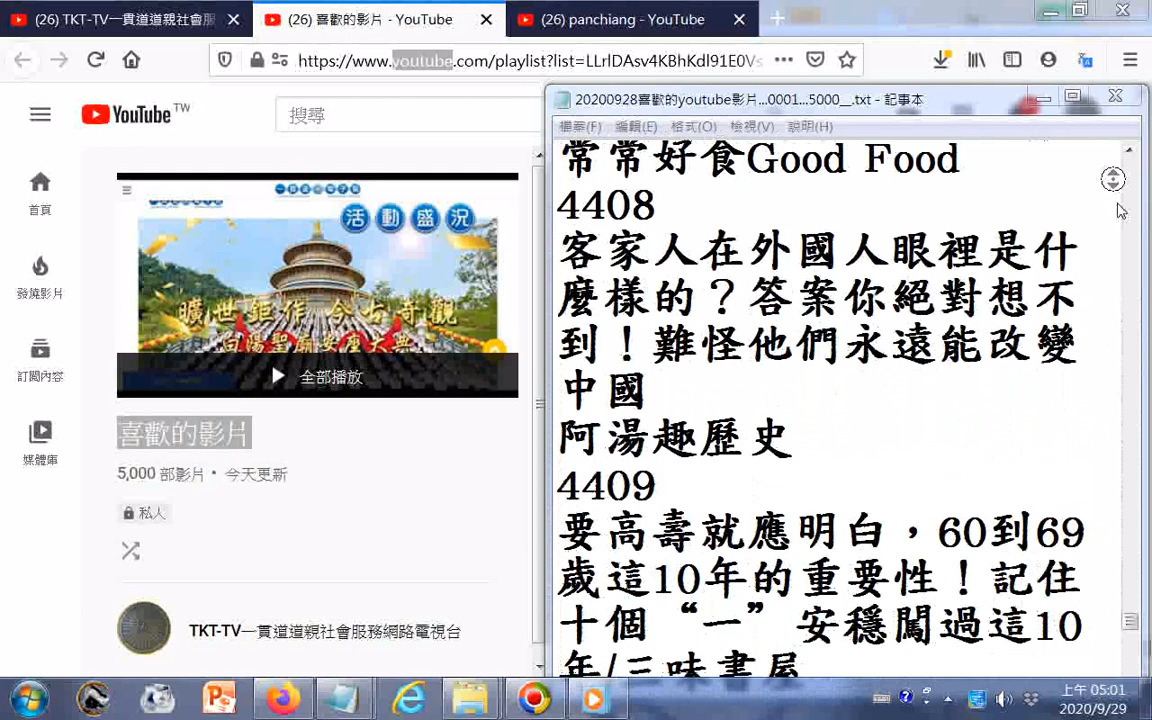 (26) TKT-TV一貫道道親社會服
(26) 喜歡的影片 - YouTube
(26) panchiang - YouTube
https://www.youtube.com/playlist?list=LLrlDAsv4KBhKdl91E0Vs
YouTube TW
搜尋
首頁
發燒影片
訂閱內容
媒體庫
活動盛況
曠世鉅作 今古奇觀
全部播放
喜歡的影片
5,000 部影片 • 今天更新
私人
TKT-TV一貫道道親社會服務網路電視台
20200928喜歡的youtube影片...0001...5000__.txt - 記事本
檔案(F) 編輯(E) 格式(O) 檢視(V) 說明(H)
常常好食Good Food
4408
客家人在外國人眼裡是什
麼樣的？答案你絕對想不
到！難怪他們永遠能改變
中國
阿湯趣歷史
4409
要高壽就應明白，60到69
歲這10年的重要性！記住
十個“一”安穩闖過這10
年/三味書屋
上午 05:01
2020/9/29